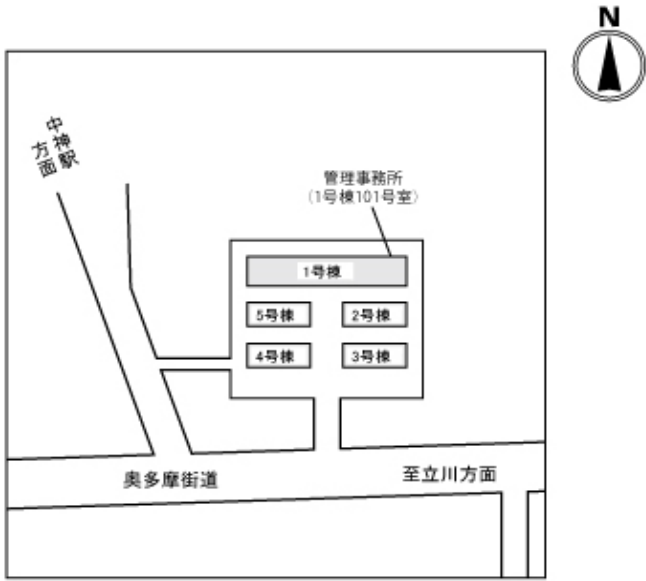 N
中神駅
方面
管理事務所
（1号棟101号室）
1号棟
5号棟
2号棟
4号棟
3号棟
奥多摩街道
至立川方面